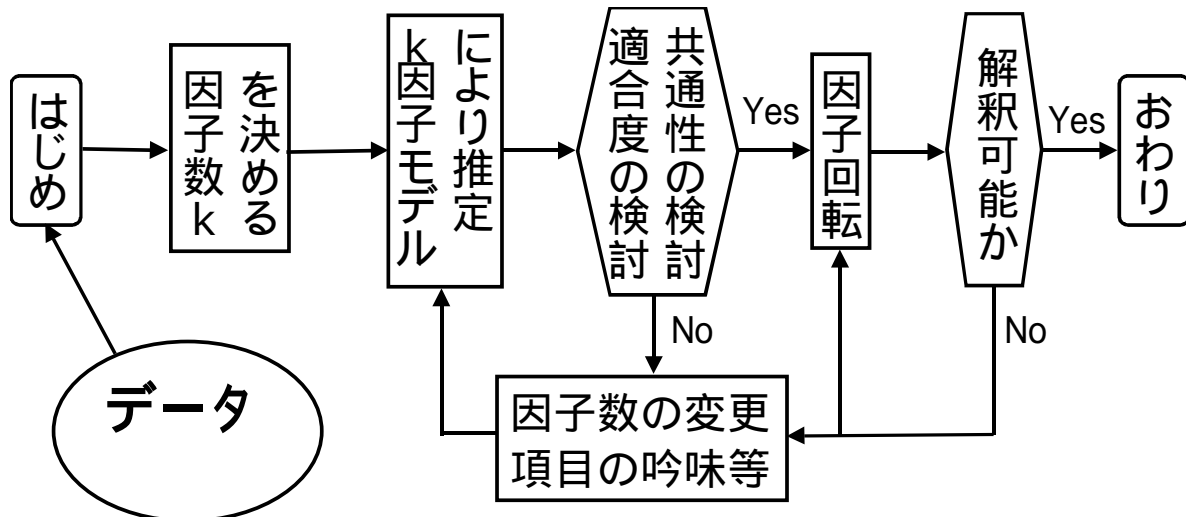 はじめ
因子数k
を決める
k因子モデル
により推定
共通性の検討
適合度の検討
Yes
因子回転
解釈可能か
Yes
おわり
No
No
データ
因子数の変更
項目の吟味等